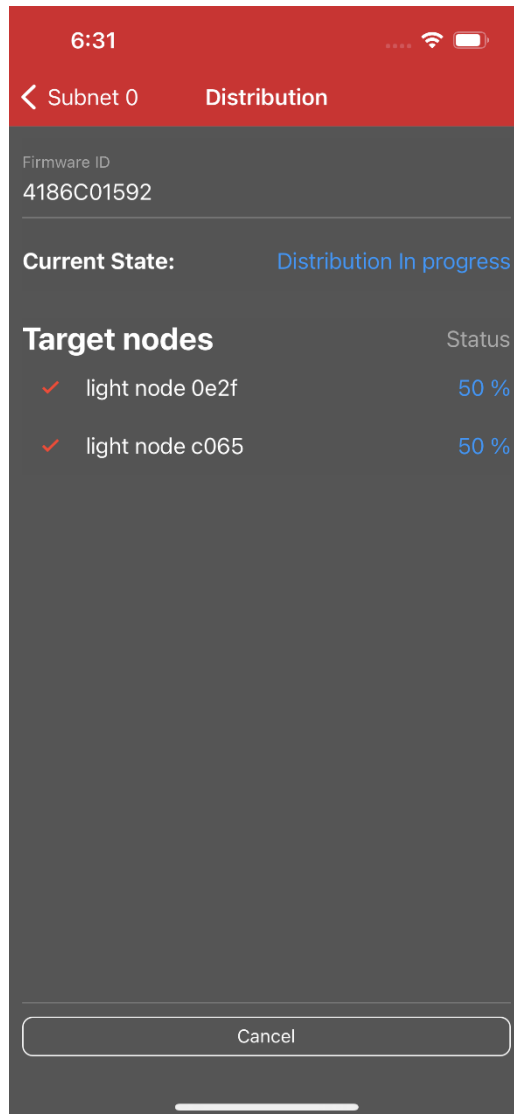 6:31
Subnet 0 Distribution
Firmware ID
4186C01592
Current State: Distribution In progress
Target nodes Status
light node 0e2f 50 %
light node c065 50 %
Cancel